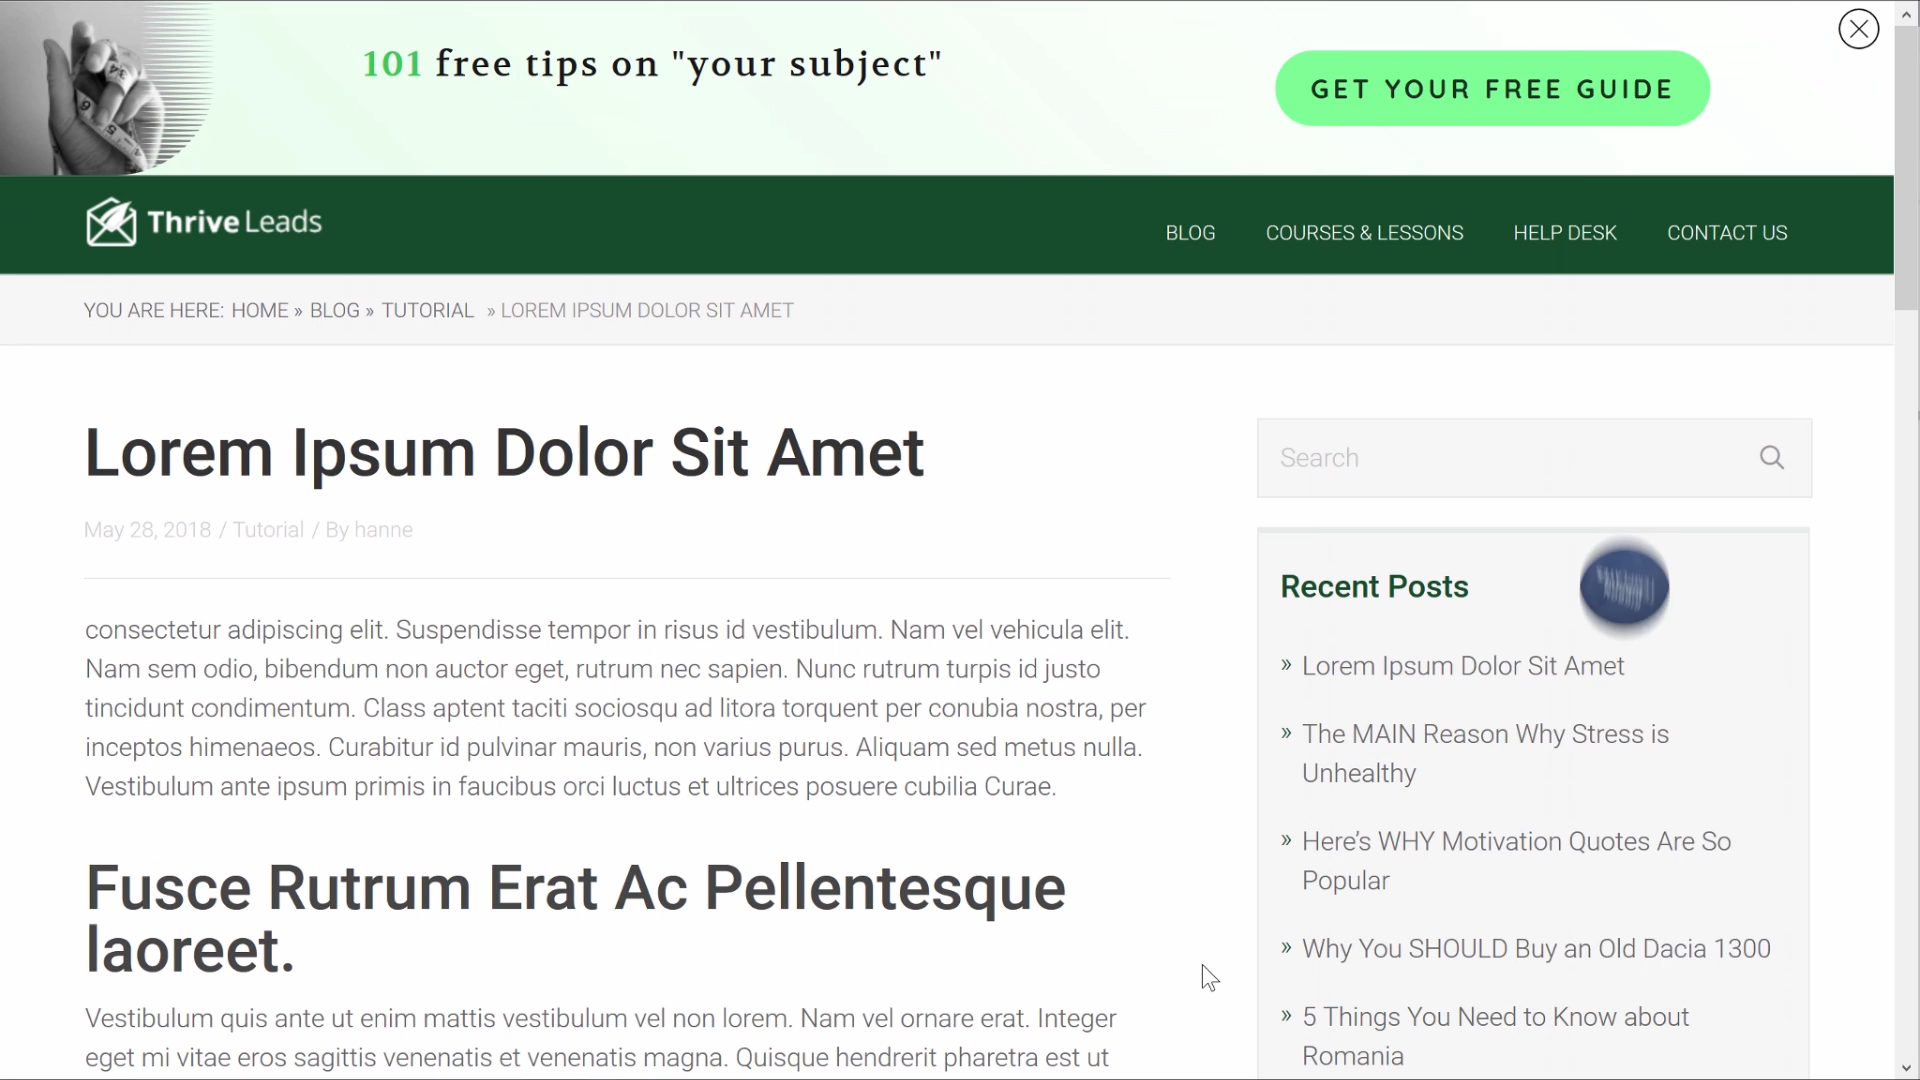 101 free tips on "your subject"
GET YOUR FREE GUIDE
Thrive Leads
BLOG
COURSES & LESSONS
HELP DESK
CONTACT US
YOU ARE HERE: HOME » BLOG » TUTORIAL » LOREM IPSUM DOLOR SIT AMET
Lorem Ipsum Dolor Sit Amet
May 28, 2018 / Tutorial / By hanne
consectetur adipiscing elit. Suspendisse tempor in risus id vestibulum. Nam vel vehicula elit.
Nam sem odio, bibendum non auctor eget, rutrum nec sapien. Nunc rutrum turpis id justo
tincidunt condimentum. Class aptent taciti sociosqu ad litora torquent per conubia nostra, per
inceptos himenaeos. Curabitur id pulvinar mauris, non varius purus. Aliquam sed metus nulla.
Vestibulum ante ipsum primis in faucibus orci luctus et ultrices posuere cubilia Curae.
Fusce Rutrum Erat Ac Pellentesque
laoreet.
Vestibulum quis ante ut enim mattis vestibulum vel non lorem. Nam vel ornare erat. Integer
eget mi vitae eros sagittis venenatis et venenatis magna. Quisque hendrerit pharetra est ut
Search
Recent Posts
» Lorem Ipsum Dolor Sit Amet
» The MAIN Reason Why Stress is
Unhealthy
» Here’s WHY Motivation Quotes Are So
Popular
» Why You SHOULD Buy an Old Dacia 1300
» 5 Things You Need to Know about
Romania